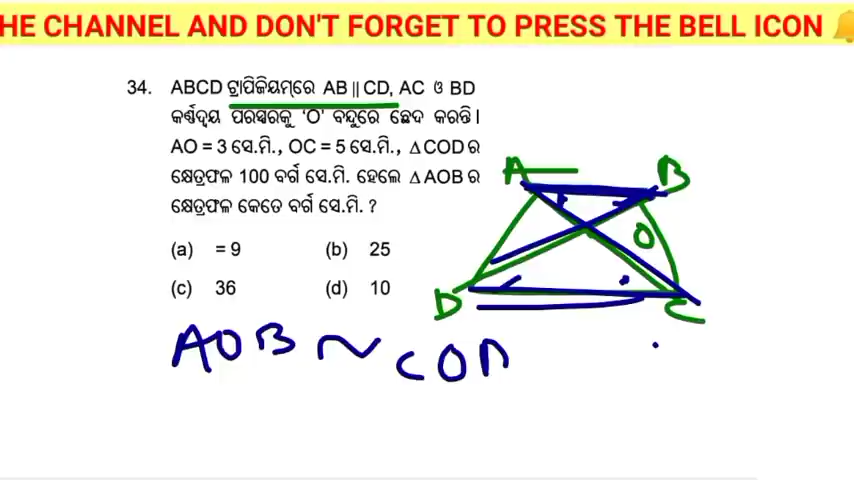 HE CHANNEL AND DON'T FORGET TO PRESS THE BELL ICON 🔔
34. ABCD ଟ୍ରାପିଜିୟମ୍‌ରେ AB || CD, AC ଓ BD
କର୍ଣ୍ଣଦ୍ୱୟ ପରସ୍ପରକୁ 'O' ବିନ୍ଦୁରେ ଛେଦ କରନ୍ତି।
AO = 3 ସେ.ମି., OC = 5 ସେ.ମି., △COD ର
କ୍ଷେତ୍ରଫଳ 100 ବର୍ଗ ସେ.ମି. ହେଲେ △AOB ର
କ୍ଷେତ୍ରଫଳ କେତେ ବର୍ଗ ସେ.ମି. ?
(a) = 9 (b) 25
(c) 36 (d) 10
A B
O
D C
AOB ~ COD